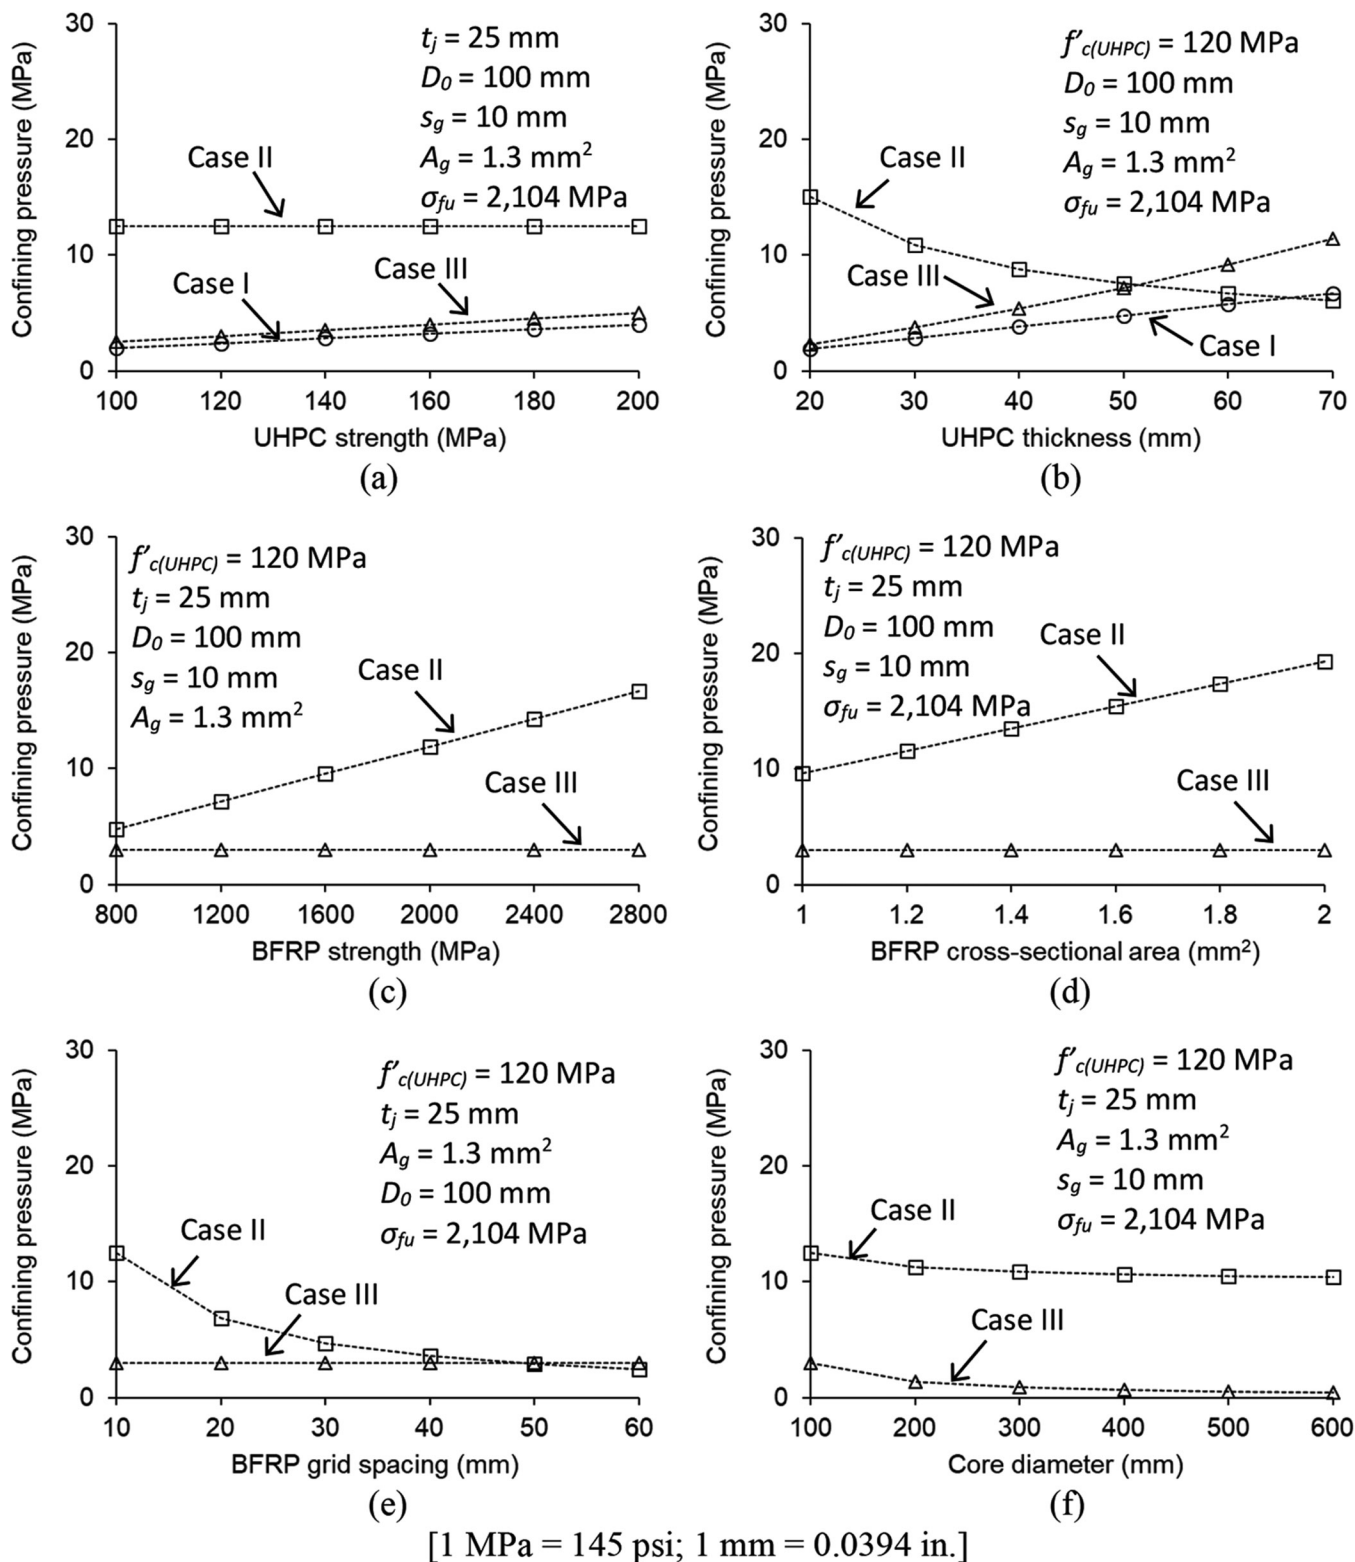 Confining pressure (MPa)
30
20
10
0
t_j = 25 mm
D_0 = 100 mm
s_g = 10 mm
A_g = 1.3 mm²
σ_fu = 2,104 MPa
Case II
Case III
Case I
100 120 140 160 180 200
UHPC strength (MPa)
(a)
Confining pressure (MPa)
30
20
10
0
f'_c(UHPC) = 120 MPa
D_0 = 100 mm
s_g = 10 mm
A_g = 1.3 mm²
σ_fu = 2,104 MPa
Case II
Case III
Case I
20 30 40 50 60 70
UHPC thickness (mm)
(b)
Confining pressure (MPa)
30
20
10
0
f'_c(UHPC) = 120 MPa
t_j = 25 mm
D_0 = 100 mm
s_g = 10 mm
A_g = 1.3 mm²
Case II
Case III
800 1200 1600 2000 2400 2800
BFRP strength (MPa)
(c)
Confining pressure (MPa)
30
20
10
0
f'_c(UHPC) = 120 MPa
t_j = 25 mm
D_0 = 100 mm
s_g = 10 mm
σ_fu = 2,104 MPa
Case II
Case III
1 1.2 1.4 1.6 1.8 2
BFRP cross-sectional area (mm²)
(d)
Confining pressure (MPa)
30
20
10
0
f'_c(UHPC) = 120 MPa
t_j = 25 mm
A_g = 1.3 mm²
D_0 = 100 mm
σ_fu = 2,104 MPa
Case II
Case III
10 20 30 40 50 60
BFRP grid spacing (mm)
(e)
Confining pressure (MPa)
30
20
10
0
f'_c(UHPC) = 120 MPa
t_j = 25 mm
A_g = 1.3 mm²
s_g = 10 mm
σ_fu = 2,104 MPa
Case II
Case III
100 200 300 400 500 600
Core diameter (mm)
(f)
[1 MPa = 145 psi; 1 mm = 0.0394 in.]